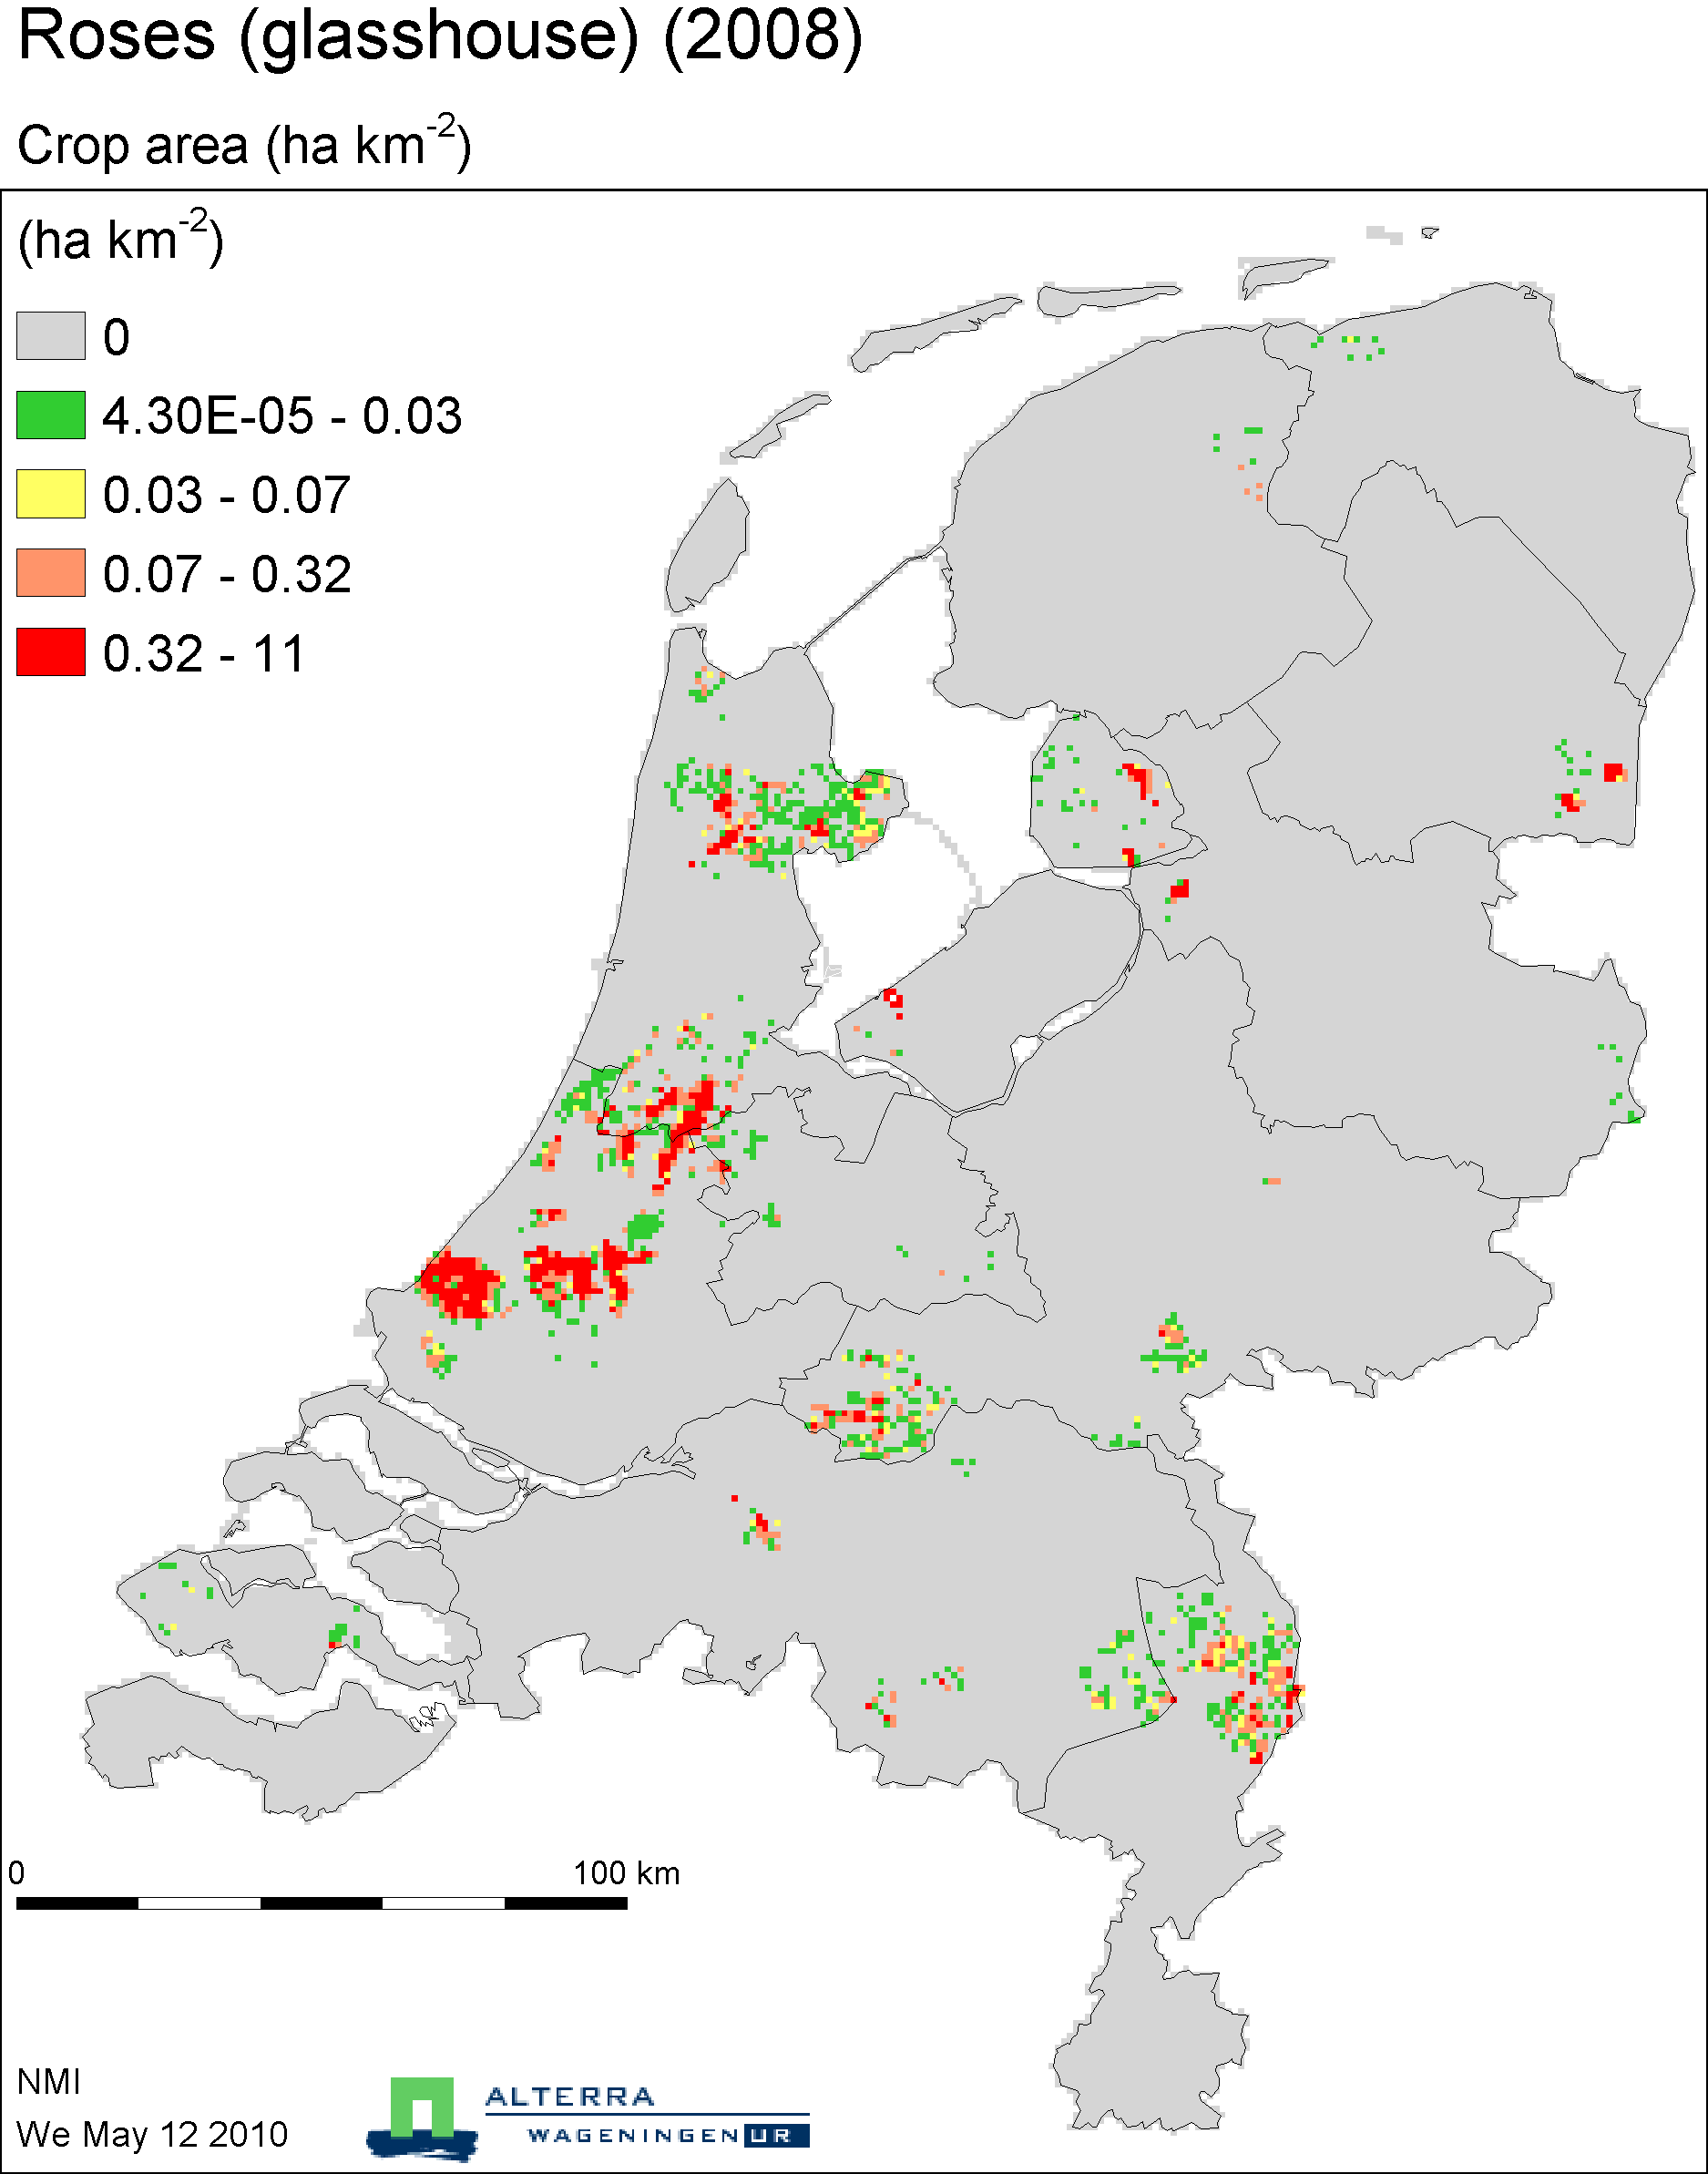 Roses (glasshouse) (2008)
Crop area (ha km-2)
(ha km-2)
0
4.30E-05 - 0.03
0.03 - 0.07
0.07 - 0.32
0.32 - 11
0 100 km
NMI
We May 12 2010
ALTERRA
WAGENINGEN UR